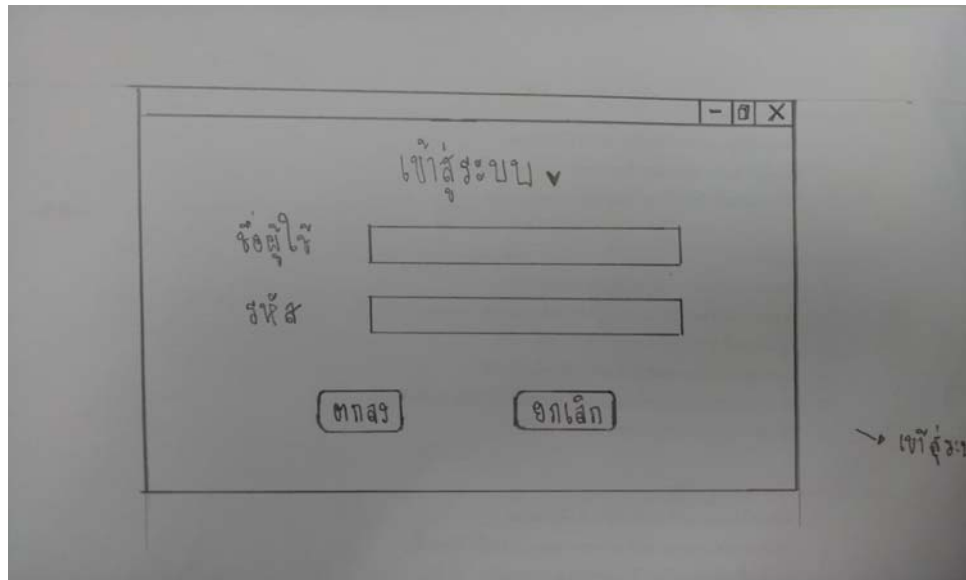 เข้าสู่ระบบ
ชื่อผู้ใช้
รหัส
ตกลง
ยกเลิก